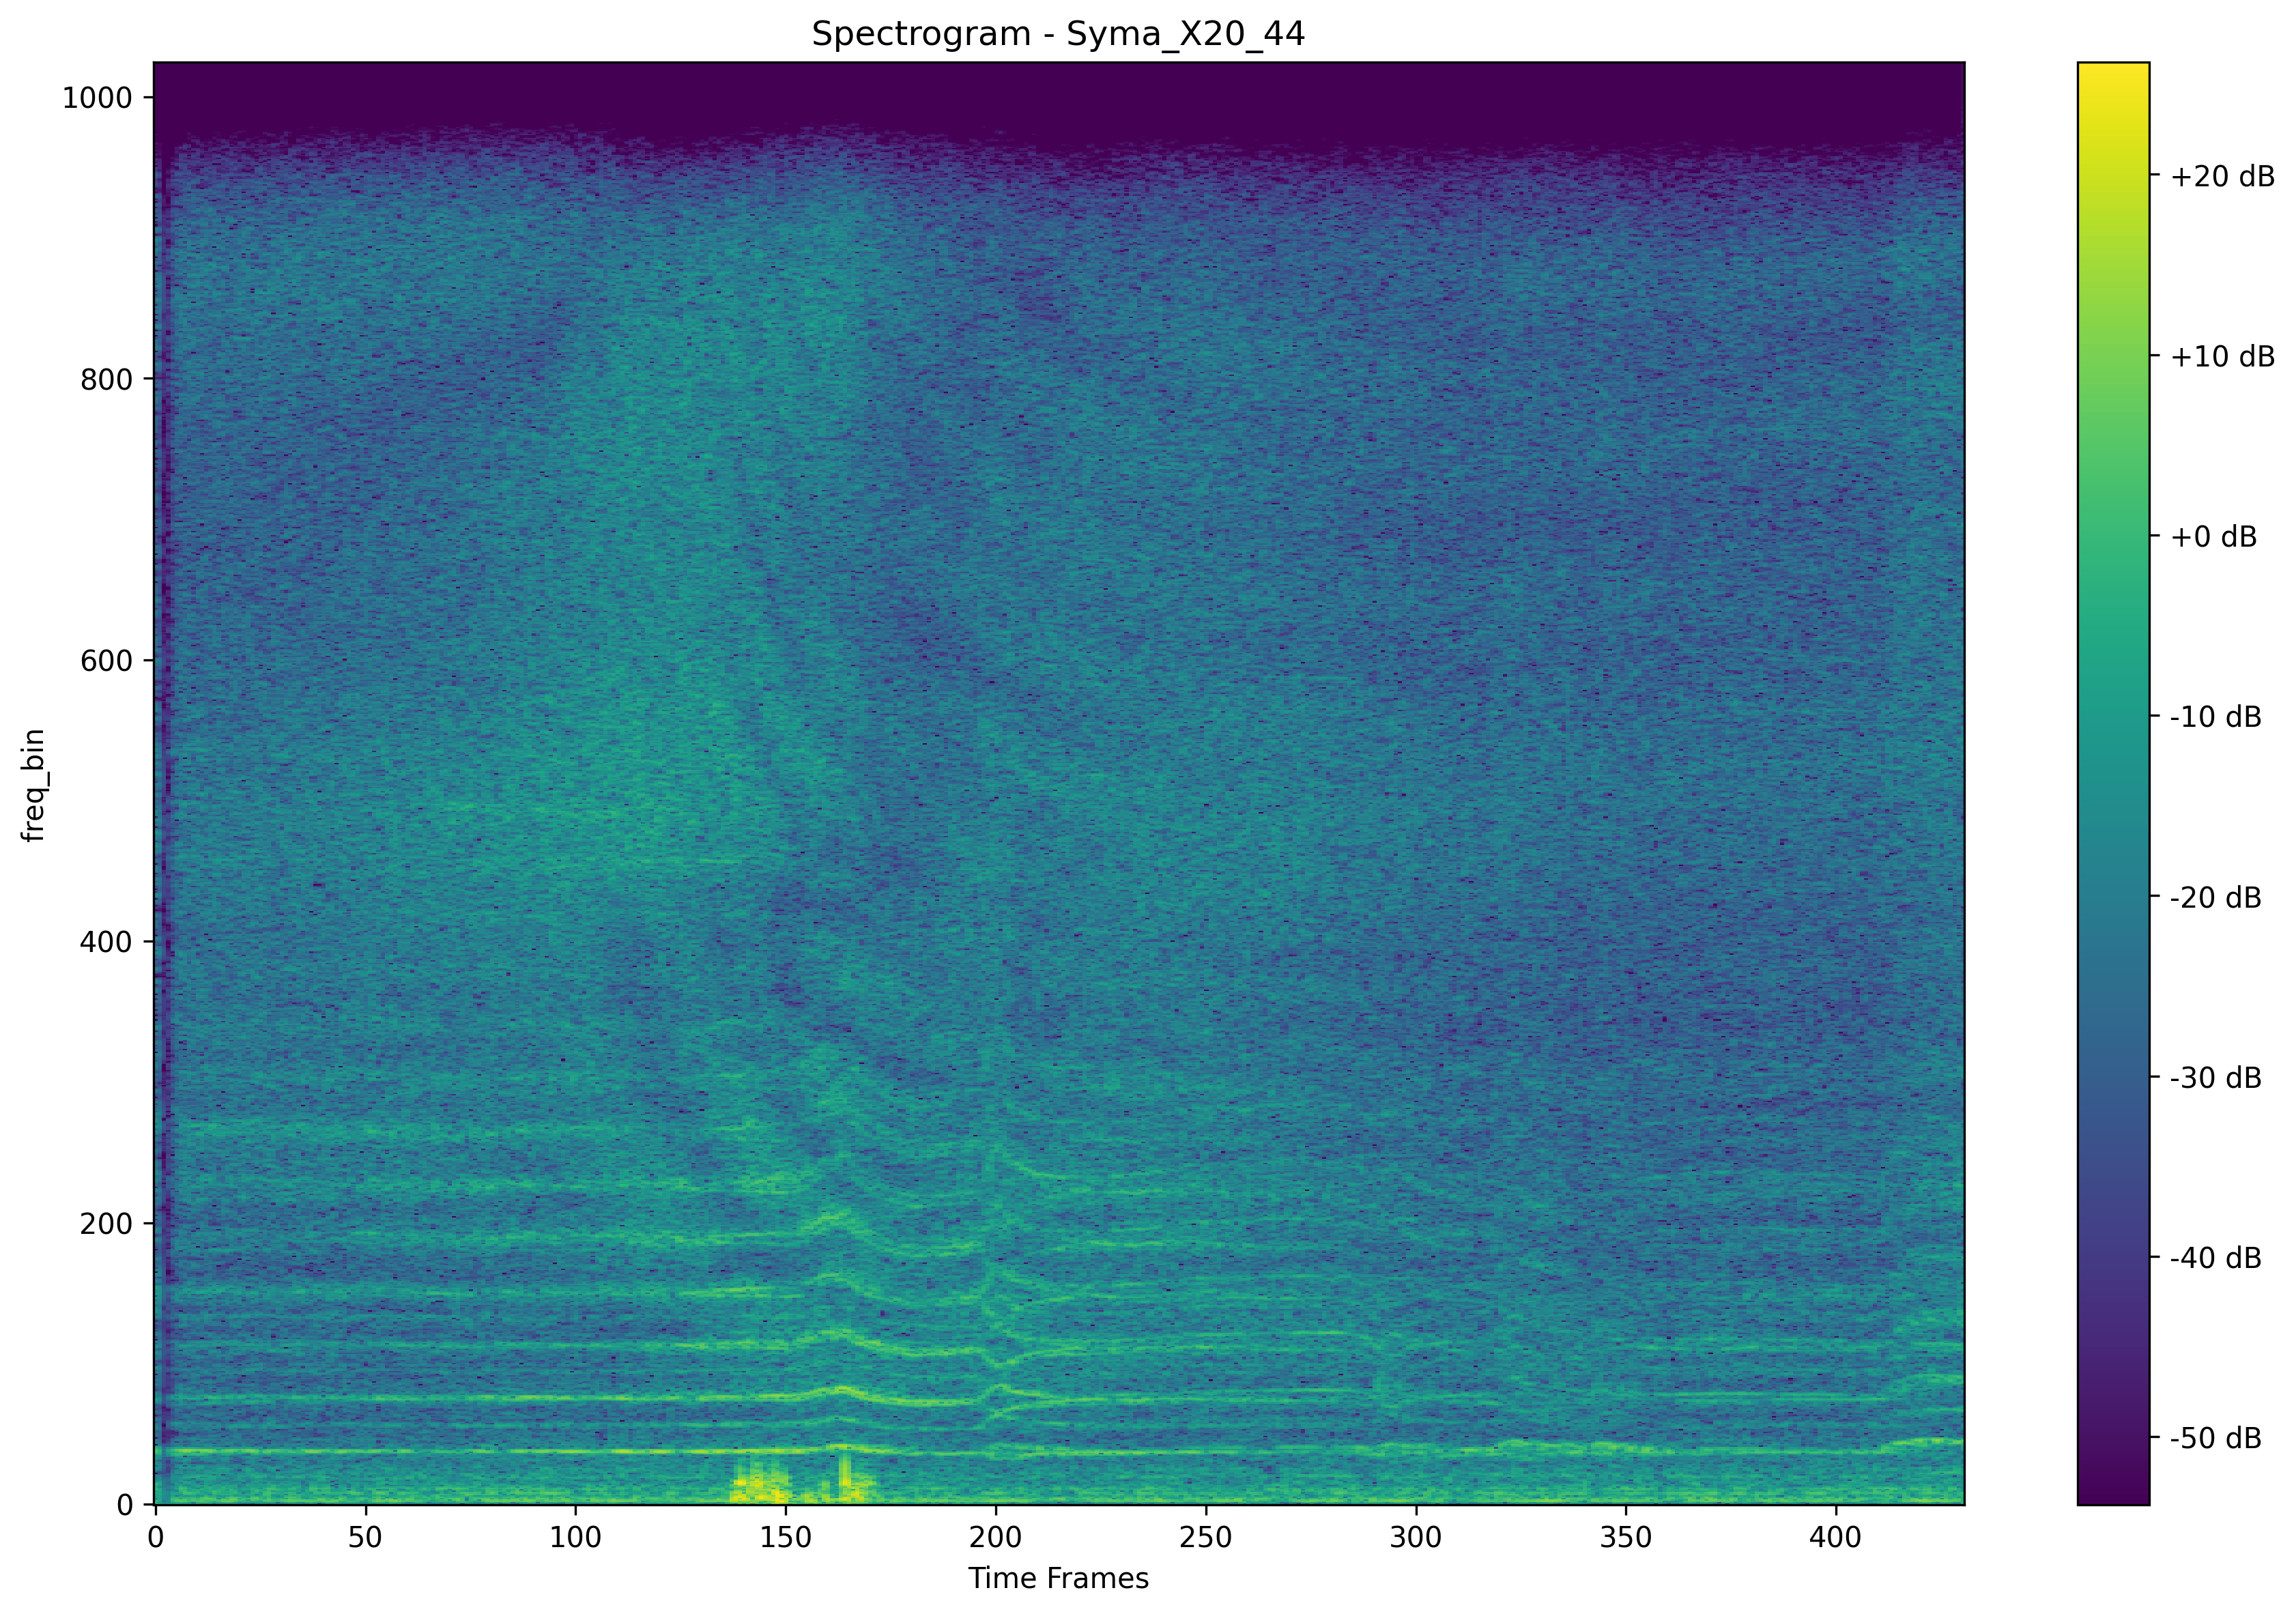 Spectrogram - Syma_X20_44
1000
800
600
400
200
0
freq_bin
0 50 100 150 200 250 300 350 400
Time Frames
+20 dB
+10 dB
+0 dB
-10 dB
-20 dB
-30 dB
-40 dB
-50 dB